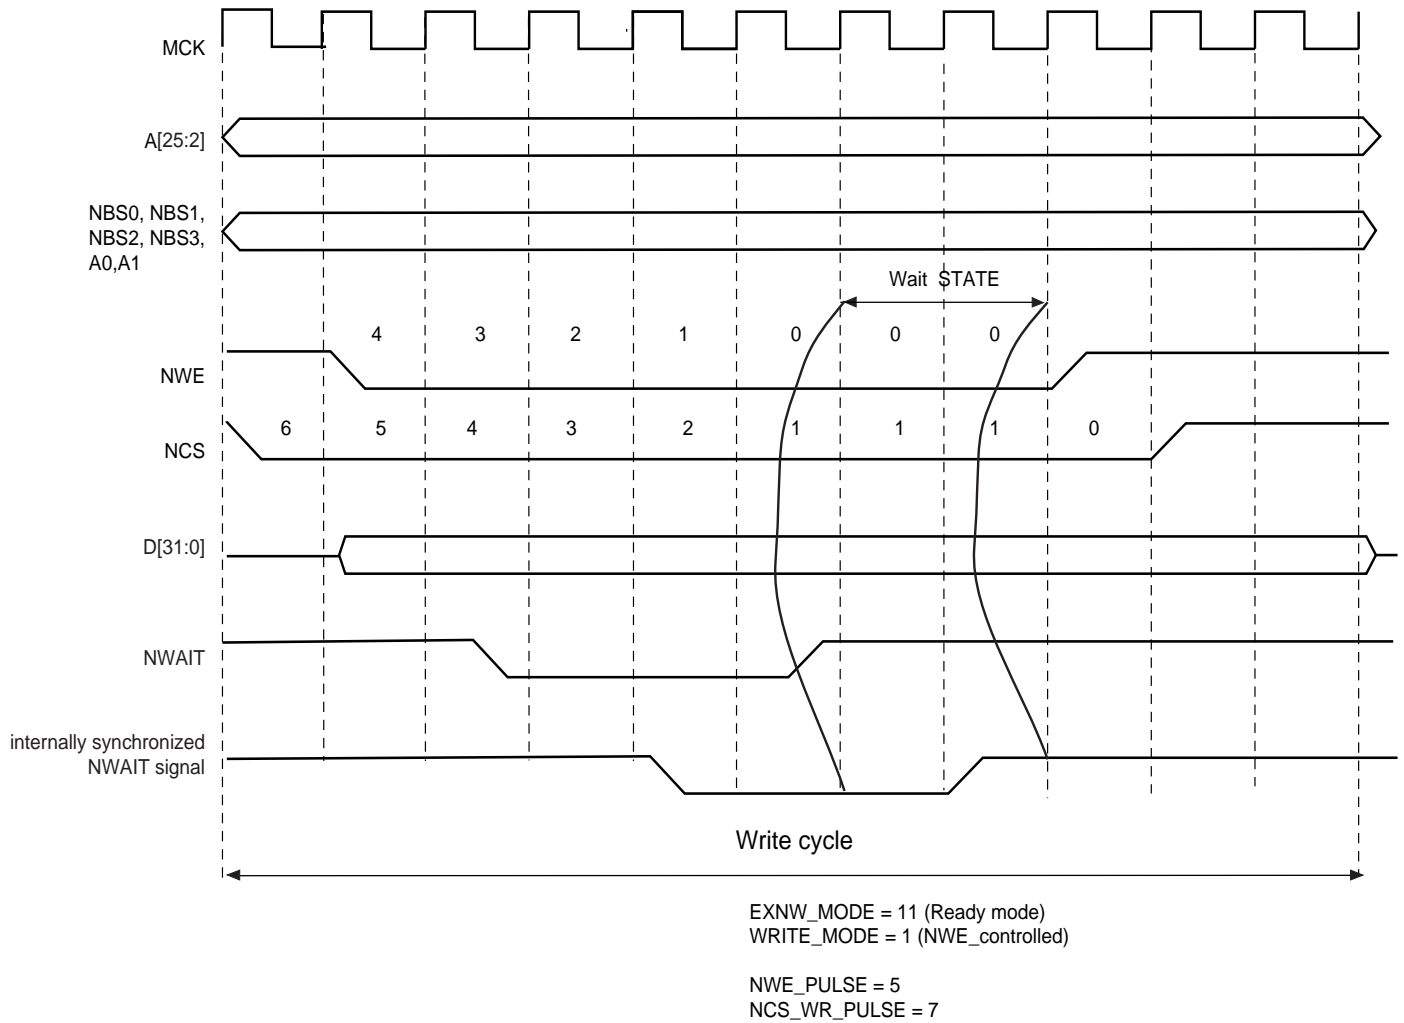 MCK
A[25:2]
NBS0, NBS1,
NBS2, NBS3,
A0,A1
Wait STATE
4 3 2 1 0 0 0
NWE
6 5 4 3 2 1 1 1 0
NCS
D[31:0]
NWAIT
internally synchronized
NWAIT signal
Write cycle
EXNW_MODE = 11 (Ready mode)
WRITE_MODE = 1 (NWE_controlled)
NWE_PULSE = 5
NCS_WR_PULSE = 7